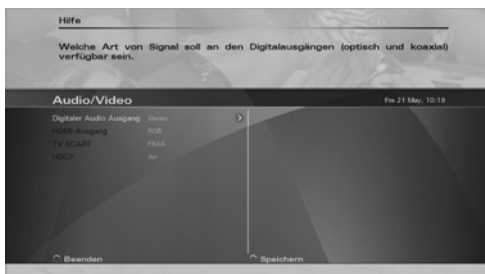 Hilfe
Welche Art von Signal soll an den Digitalausgängen (optisch und koaxial)
verfügbar sein.
Audio/Video Fre 21 May, 10:18
Digitaler Audio Ausgang Stereo
HDMI-Ausgang RGB
TV SCART FBAS
HDCP An
Beenden Speichern